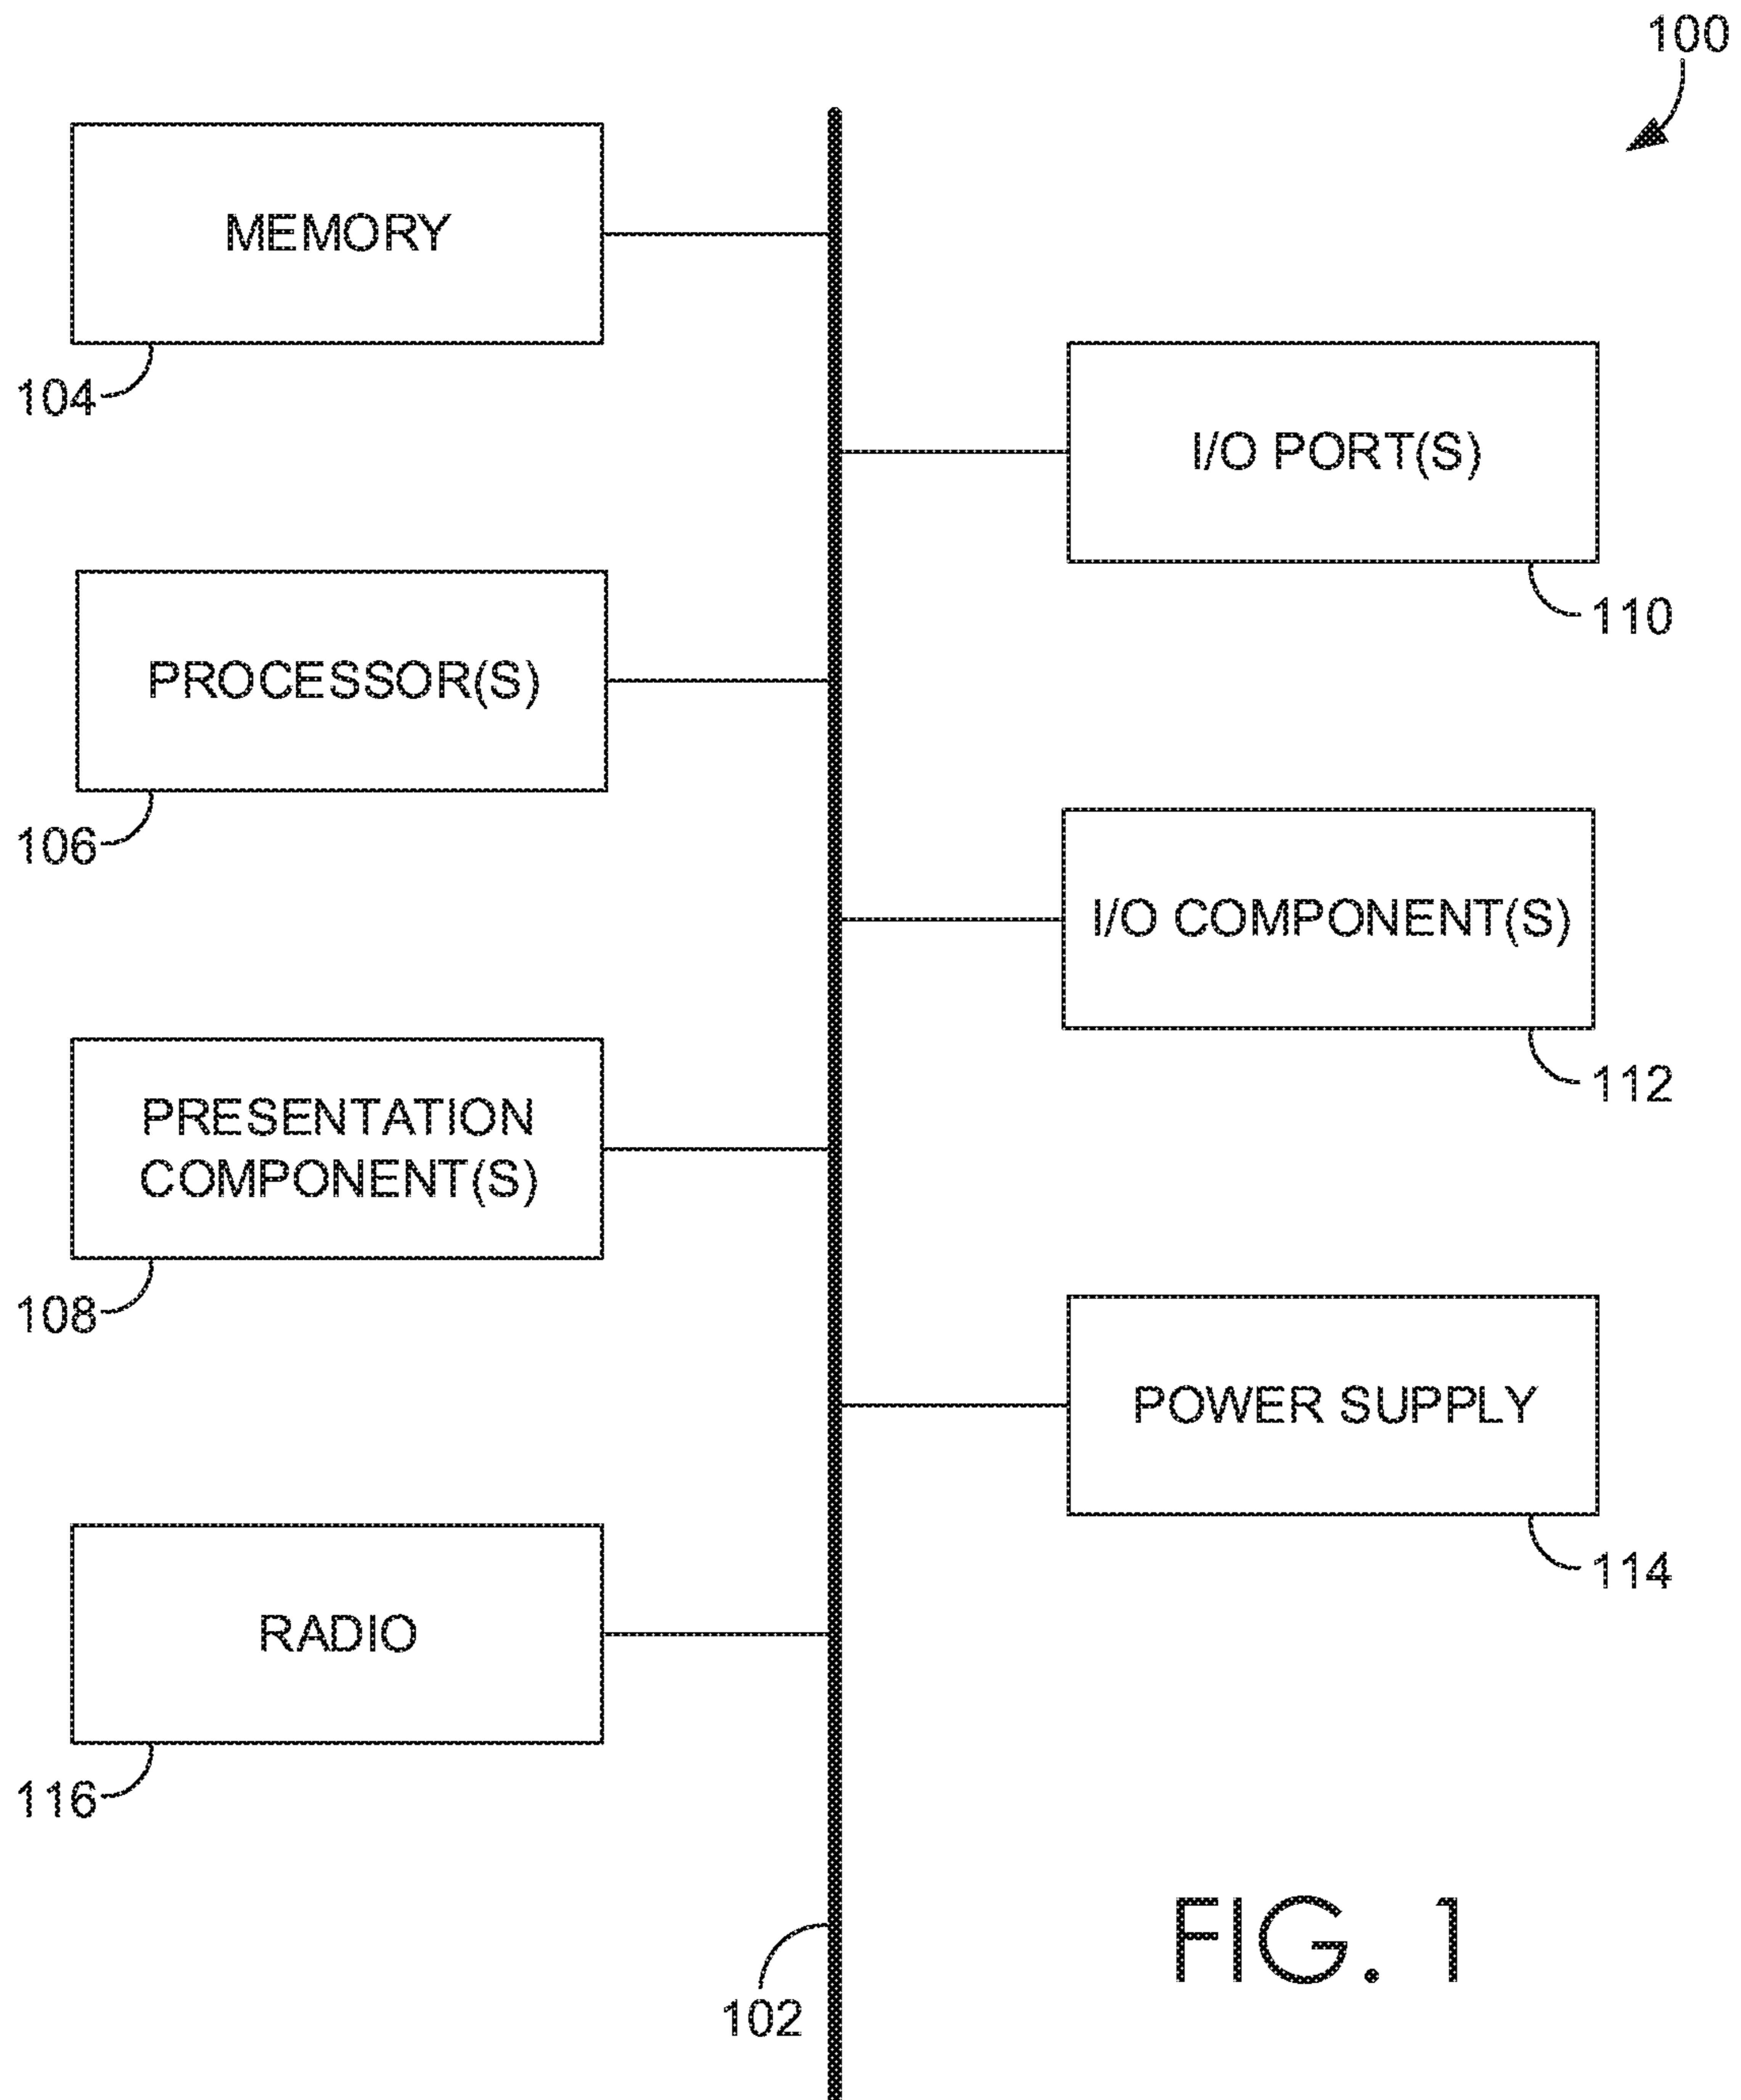 100
MEMORY
104
I/O PORT(S)
110
PROCESSOR(S)
106
I/O COMPONENT(S)
112
PRESENTATION
COMPONENT(S)
108
POWER SUPPLY
114
RADIO
116
102
FIG. 1